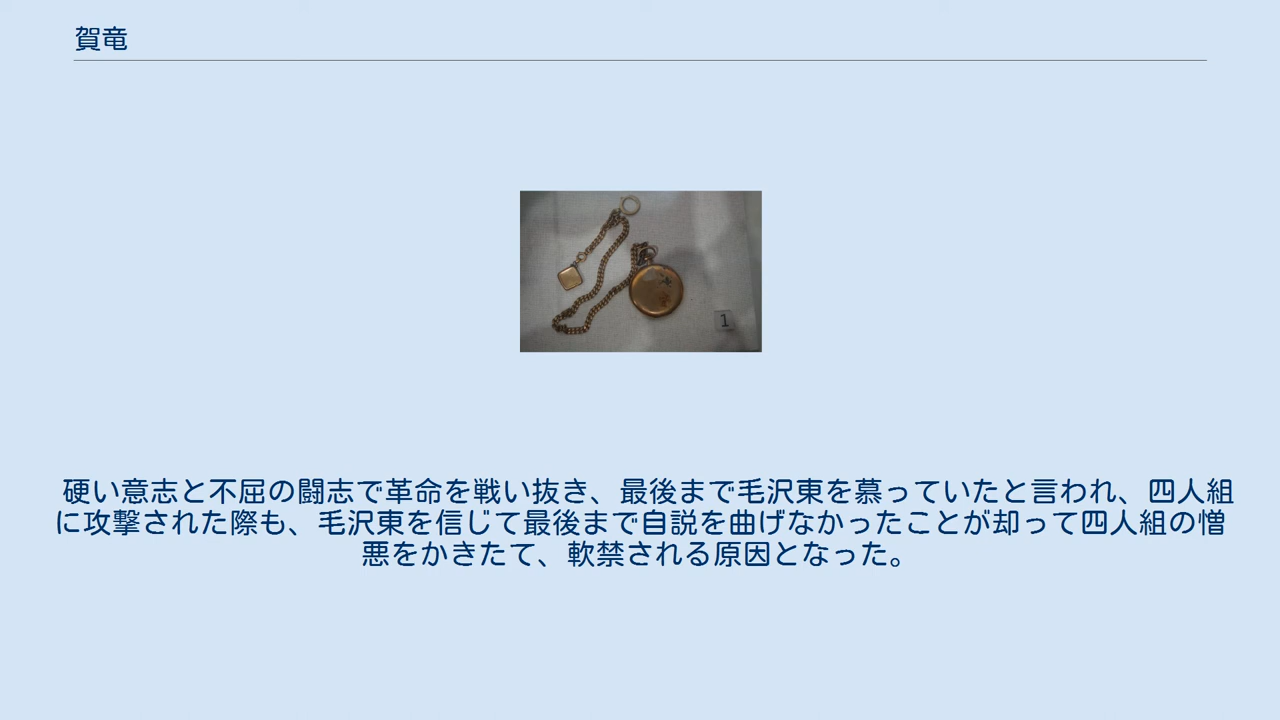 賀竜
1
硬い意志と不屈の闘志で革命を戦い抜き、最後まで毛沢東を慕っていたと言われ、四人組
に攻撃された際も、毛沢東を信じて最後まで自説を曲げなかったことが却って四人組の憎
悪をかきたて、軟禁される原因となった。